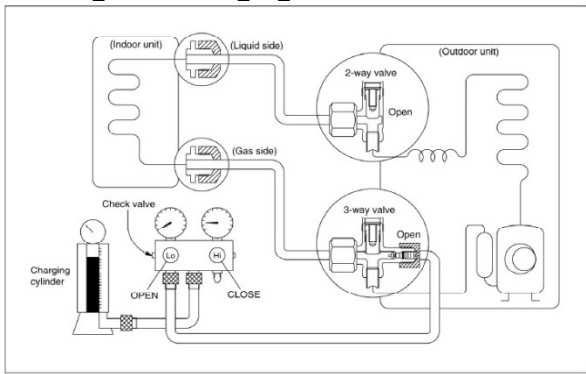 (Indoor unit)
(Liquid side)
(Outdoor unit)
2-way valve
Open
(Gas side)
Check valve
3-way valve
Open
Lo
Hi
Charging
cylinder
OPEN
CLOSE